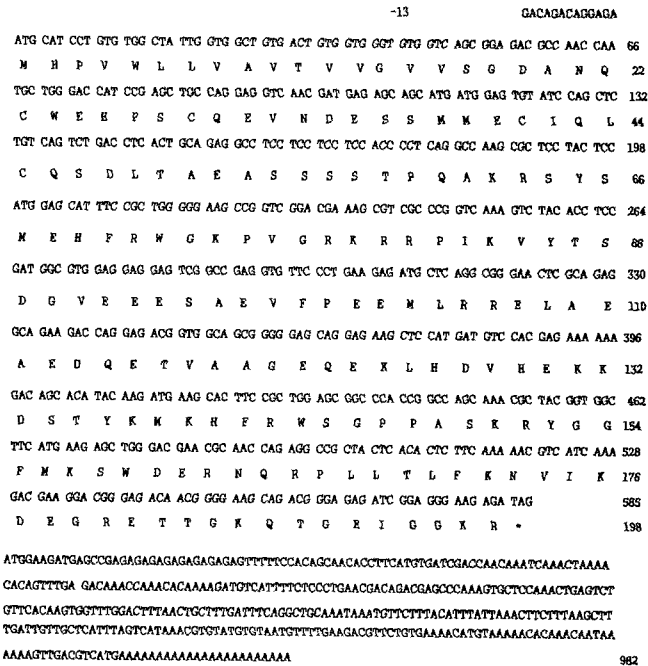 -13 GACAGACAGGAGA
ATG CAT CCT GTG TGG CTA TTG GTG GCT GTG ACT GTG GTG GGT GTG GTC AGC GGA GAC GCC AAC CAA 66
M H P V W L L V A V T V V G V V S G D A N Q 22
TGC TGG GAC CAT CCG AGC TGC CAG GAG GTC AAC GAT GAG AGC AGC ATG ATG GAG TGT ATC CAG CTC 132
C W E H P S C Q E V N D E S S M M E C I Q L 44
TGT CAG TCT GAC CTC ACT GCA GAG GCC TCC TCC TCC TCC ACC CCT CAG GCC AAG CGC TCC TAC TCC 198
C Q S D L T A E A S S S S T P Q A K R S Y S 66
ATG GAG CAT TTC CGC TGG GGG AAG CCG GTC GGA CGA AAG CGT CGC CCG GTC AAA GTC TAC ACC TCC 264
M E H F R W G K P V G R K R R P I K V Y T S 88
GAT GGC GTG GAG GAG GAG TCG GCC GAG GTG TTC CCT GAA GAG ATG CTC AGG CGG GAA CTC GCA GAG 330
D G V E E E S A E V F P E E M L R R E L A E 110
GCA GAA GAC CAG GAG ACG GTG GCA GCG GGG GAG CAG GAG AAG CTC CAT GAT GTC CAC GAG AAA AAA 396
A E D Q E T V A A G E Q E K L H D V H E K K 132
GAC AGC ACA TAC AAG ATG AAG CAC TTC CGC TGG AGC GGC CCA CCG GCC AGC AAA CGC TAC GGT GGC 462
D S T Y K M K H F R W S G P P A S K R Y G G 154
TTC ATG AAG AGC TGG GAC GAA CGC AAC CAG AGG CCG CTA CTC ACA CTC TTC AAA AAC GTC ATC AAA 528
F M K S W D E R N Q R P L L T L F K N V I K 176
GAC GAA GGA CGG GAG ACA ACG GGG AAG CAG ACG GGA GAG ATC GGA GGG AAG AGA TAG 585
D E G R E T T G K Q T G E I G G K R * 198
ATGGAAGATGAGCCGAGAGAGAGAGAGAGAGAGTTTTTCCACAGCAACACCTTCATGTGATCGACCAACAAATCAAACTAAAA
CACAGTTTGA GACAAACCAAACACAAAAGATGTCATTTTCTCCCTGAACGACAGACGAGCCCAAAGTGCTCCAAACTGAGTCT
GTTCACAAGTGGTTTGGACTTTAACTGCTTTGATTTCAGGCTGCAAATAAATGTTCTTTACATTTATTAAACTTCTTTAAGCTT
TGATTGTTGCTCATTTAGTCATAAACGTGTATGTGTAATGTTTTGAAGACGTTCTGTGAAAACATGTAAAAACACAAACAATAA
AAAAGTTGACGTCATGAAAAAAAAAAAAAAAAAAAAAAA 982